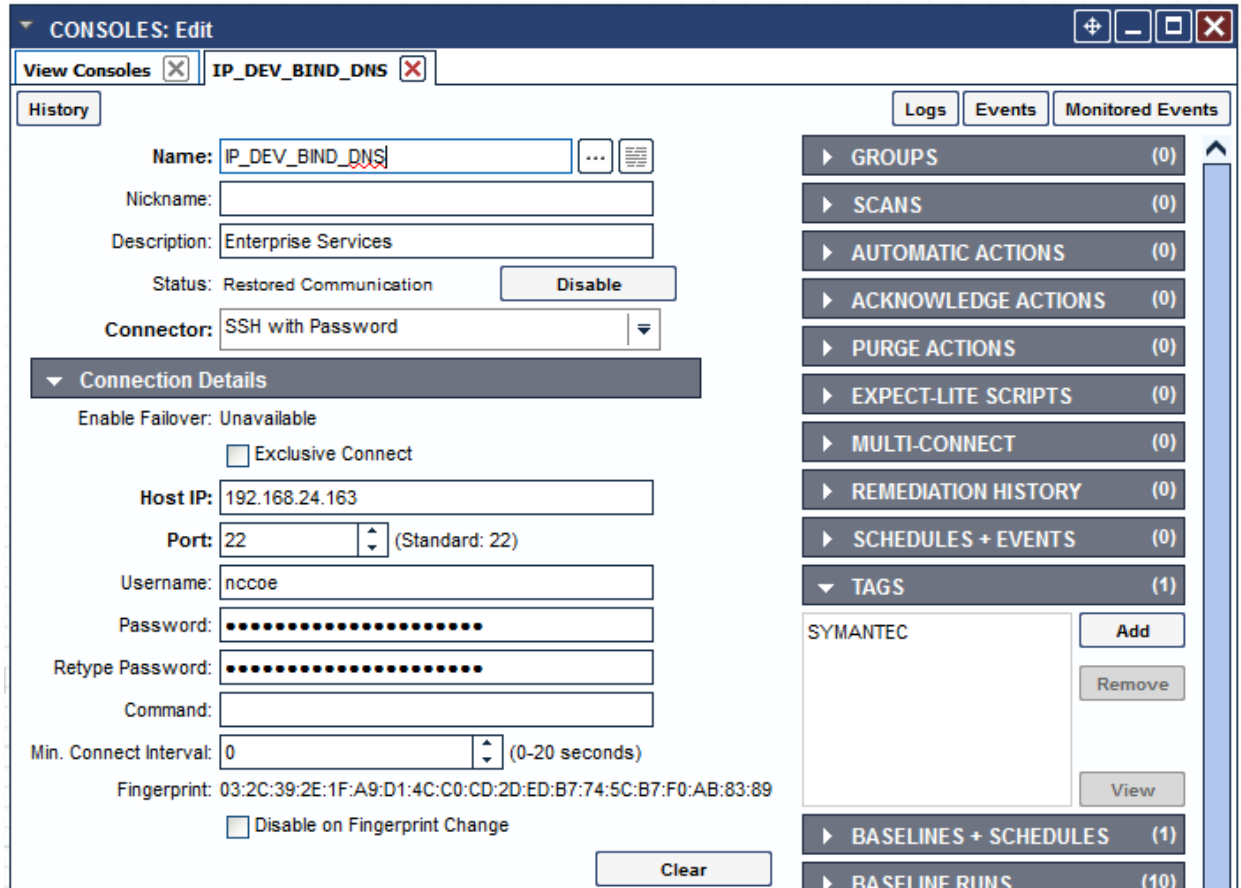 CONSOLES: Edit
View Consoles
IP_DEV_BIND_DNS
History
Logs
Events
Monitored Events
Name: IP_DEV_BIND_DNS
...
Nickname:
Description: Enterprise Services
Status: Restored Communication
Disable
Connector: SSH with Password
Connection Details
Enable Failover: Unavailable
Exclusive Connect
Host IP: 192.168.24.163
Port: 22 (Standard: 22)
Username: nccoe
Password: ●●●●●●●●●●●●●●●●●●●●●
Retype Password: ●●●●●●●●●●●●●●●●●●●●●
Command:
Min. Connect Interval: 0 (0-20 seconds)
Fingerprint: 03:2C:39:2E:1F:A9:D1:4C:C0:CD:2D:ED:B7:74:5C:B7:F0:AB:83:89
Disable on Fingerprint Change
Clear
GROUPS (0)
SCANS (0)
AUTOMATIC ACTIONS (0)
ACKNOWLEDGE ACTIONS (0)
PURGE ACTIONS (0)
EXPECT-LITE SCRIPTS (0)
MULTI-CONNECT (0)
REMEDIATION HISTORY (0)
SCHEDULES + EVENTS (0)
TAGS (1)
SYMANTEC
Add
Remove
View
BASELINES + SCHEDULES (1)
BASELINE RUNS (10)